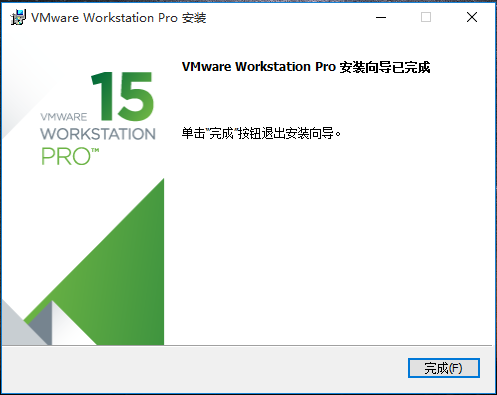 VMware Workstation Pro 安装
VMware Workstation Pro 安装向导已完成
15
VMWARE
WORKSTATION
PRO™
单击“完成”按钮退出安装向导。
完成(F)